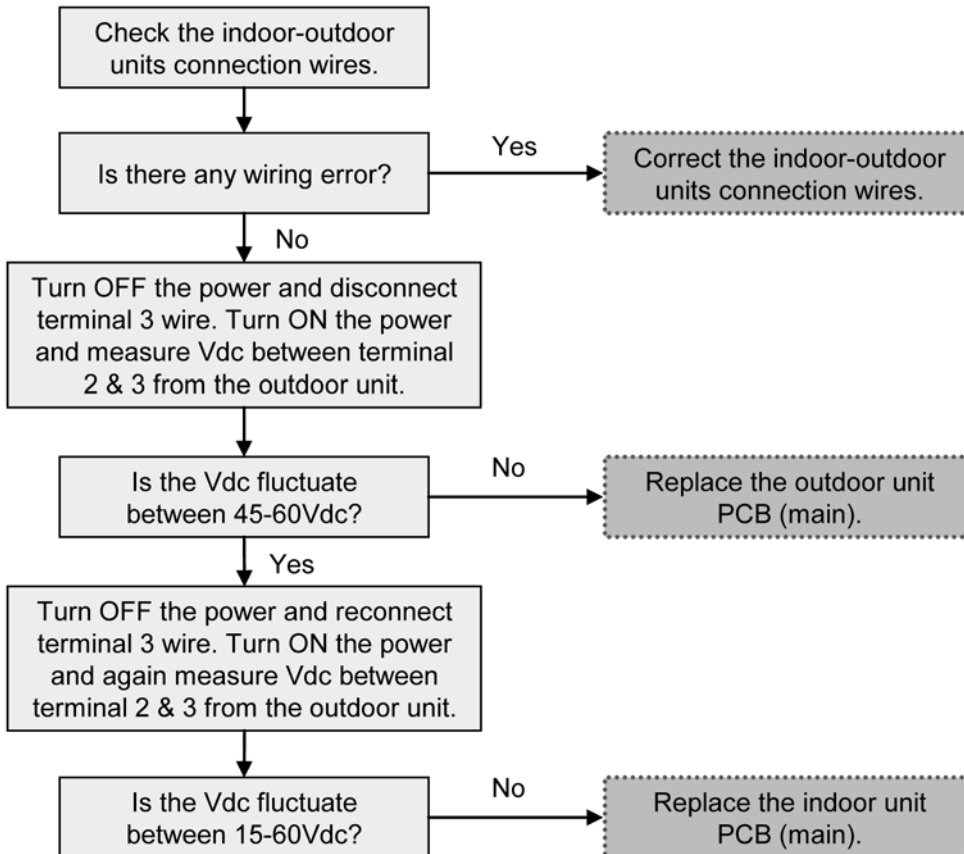 Check the indoor-outdoor
units connection wires.
Is there any wiring error?
Yes
Correct the indoor-outdoor
units connection wires.
No
Turn OFF the power and disconnect
terminal 3 wire. Turn ON the power
and measure Vdc between terminal
2 & 3 from the outdoor unit.
Is the Vdc fluctuate
between 45-60Vdc?
No
Replace the outdoor unit
PCB (main).
Yes
Turn OFF the power and reconnect
terminal 3 wire. Turn ON the power
and again measure Vdc between
terminal 2 & 3 from the outdoor unit.
Is the Vdc fluctuate
between 15-60Vdc?
No
Replace the indoor unit
PCB (main).